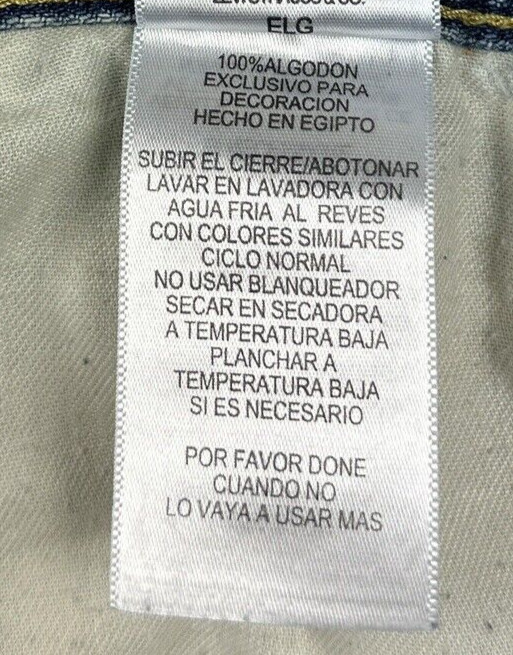 ELG
100%ALGODON
EXCLUSIVO PARA
DECORACION
HECHO EN EGIPTO
SUBIR EL CIERRE/ABOTONAR
LAVAR EN LAVADORA CON
AGUA FRIA AL REVES
CON COLORES SIMILARES
CICLO NORMAL
NO USAR BLANQUEADOR
SECAR EN SECADORA
A TEMPERATURA BAJA
PLANCHAR A
TEMPERATURA BAJA
SI ES NECESARIO
POR FAVOR DONE
CUANDO NO
LO VAYA A USAR MAS